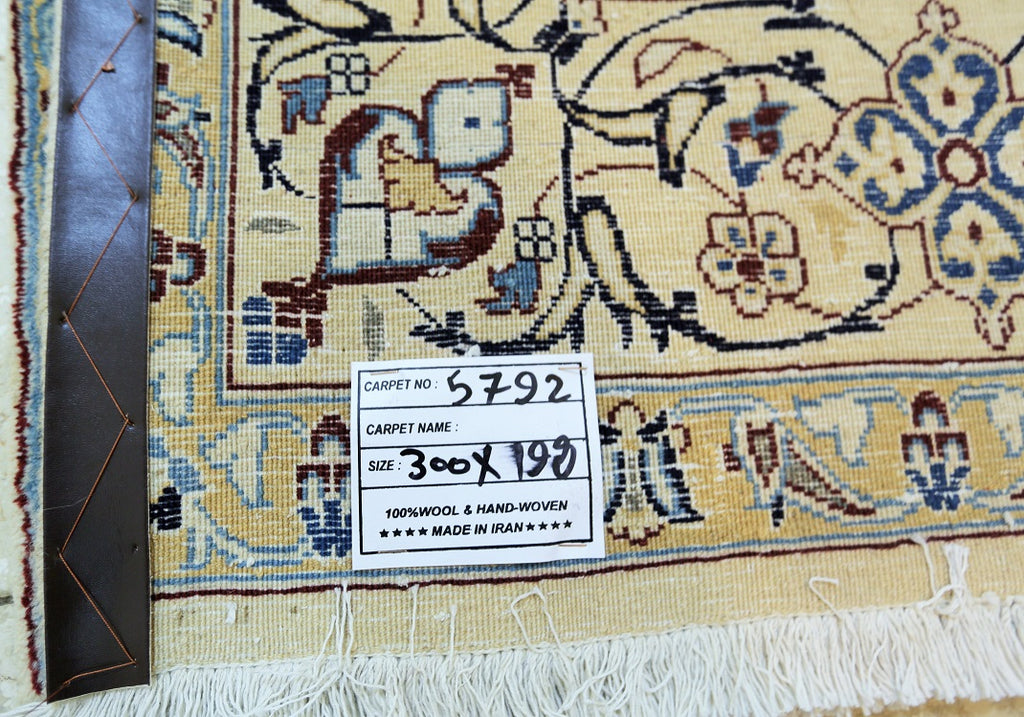 CARPET NO : 5792
CARPET NAME :
SIZE : 300X 198
100%WOOL & HAND-WOVEN
★★★★ MADE IN IRAN ★★★★